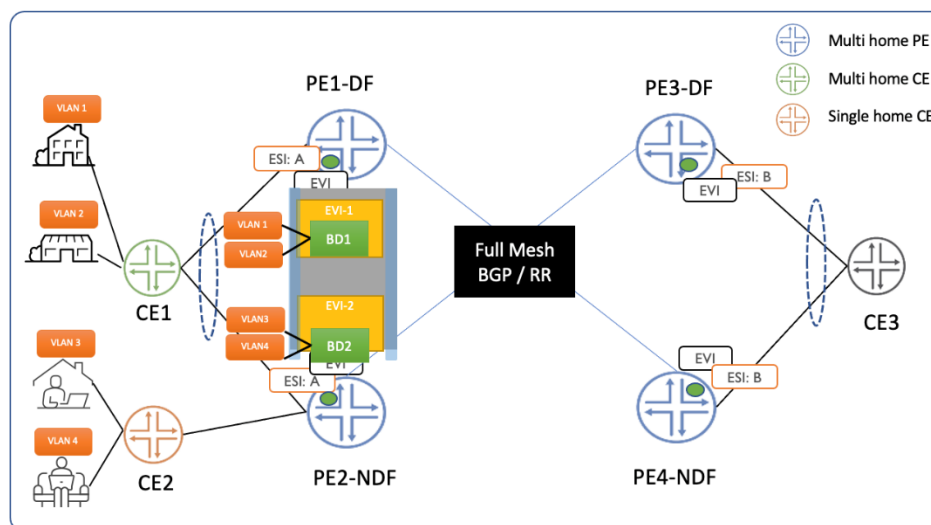 Multi home PE
Multi home CE
Single home CE
PE1-DF
PE3-DF
VLAN 1
ESI: A
EVI
ESI: B
EVI
VLAN 2
EVI-1
VLAN 1
BD1
VLAN2
Full Mesh
BGP / RR
CE1
CE3
EVI-2
VLAN3
VLAN4
BD2
VLAN 3
EVI
ESI: A
EVI
ESI: B
VLAN 4
CE2
PE2-NDF
PE4-NDF